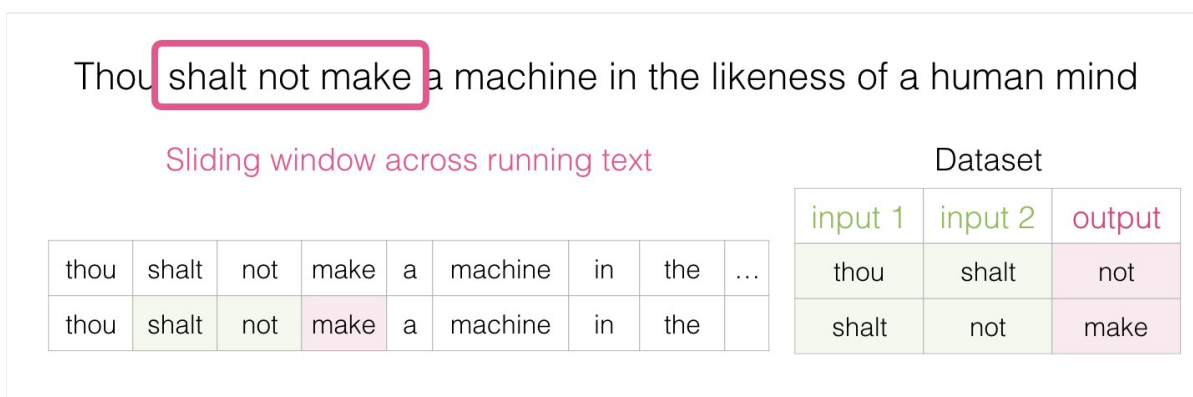 Thou shalt not make a machine in the likeness of a human mind
Sliding window across running text
Dataset
input 1 input 2 output
thou shalt not make a machine in the ...
thou shalt not
thou shalt not make a machine in the
shalt not make